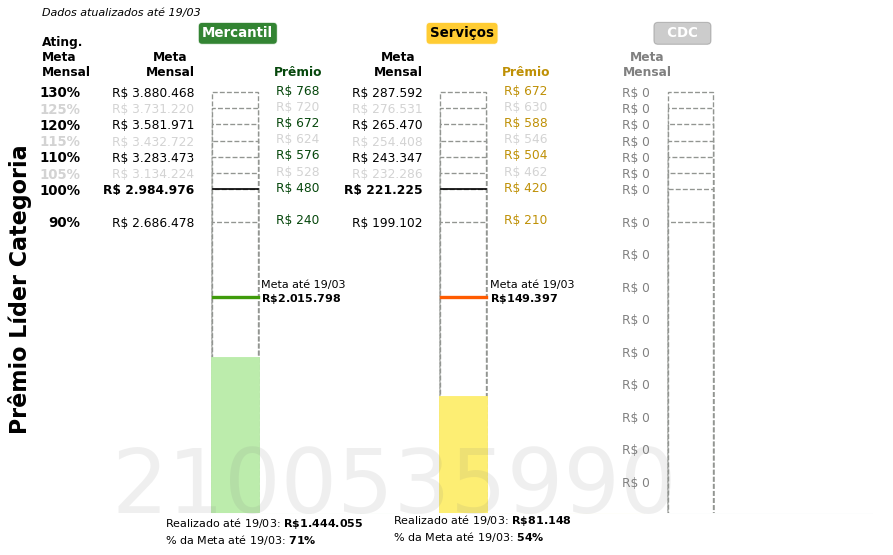 Dados atualizados até 19/03
Mercantil Serviços CDC
Ating. Meta Mensal Meta Mensal Prêmio Meta Mensal Prêmio Meta Mensal
130% R$ 3.880.468 R$ 768 R$ 287.592 R$ 672 R$ 0
125% R$ 3.731.220 R$ 720 R$ 276.531 R$ 630 R$ 0
120% R$ 3.581.971 R$ 672 R$ 265.470 R$ 588 R$ 0
115% R$ 3.432.722 R$ 624 R$ 254.408 R$ 546 R$ 0
110% R$ 3.283.473 R$ 576 R$ 243.347 R$ 504 R$ 0
105% R$ 3.134.224 R$ 528 R$ 232.286 R$ 462 R$ 0
100% R$ 2.984.976 R$ 480 R$ 221.225 R$ 420 R$ 0
90% R$ 2.686.478 R$ 240 R$ 199.102 R$ 210 R$ 0
R$ 0
Meta até 19/03 Meta até 19/03 R$ 0
R$2.015.798 R$149.397
R$ 0
R$ 0
R$ 0
R$ 0
R$ 0
R$ 0
Prêmio Líder Categoria
2100535990
Realizado até 19/03: R$1.444.055 Realizado até 19/03: R$81.148
% da Meta até 19/03: 71% % da Meta até 19/03: 54%